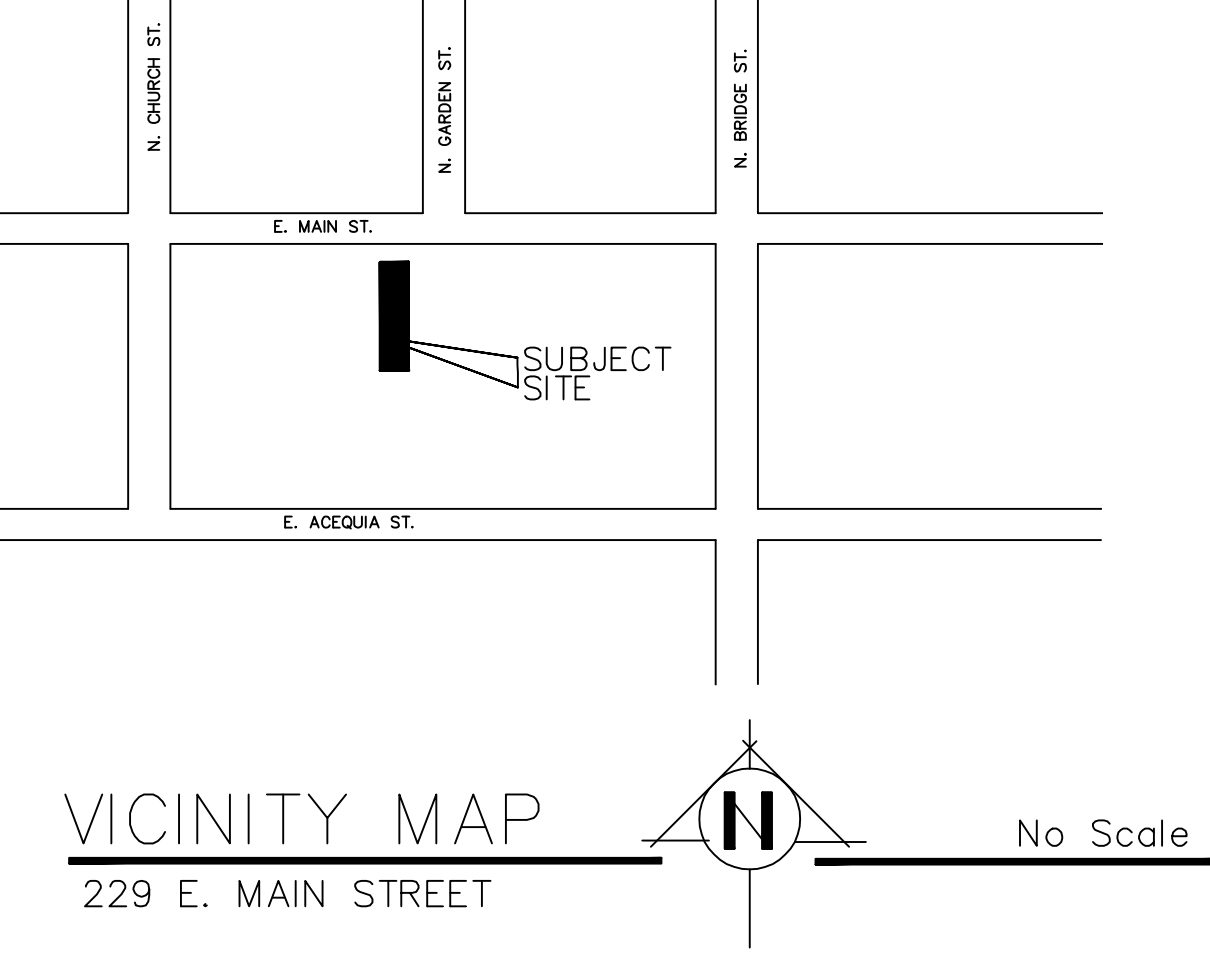 N. CHURCH ST.
N. GARDEN ST.
N. BRIDGE ST.
E. MAIN ST.
SUBJECT
SITE
E. ACEQUIA ST.
VICINITY MAP
N
No Scale
229 E. MAIN STREET